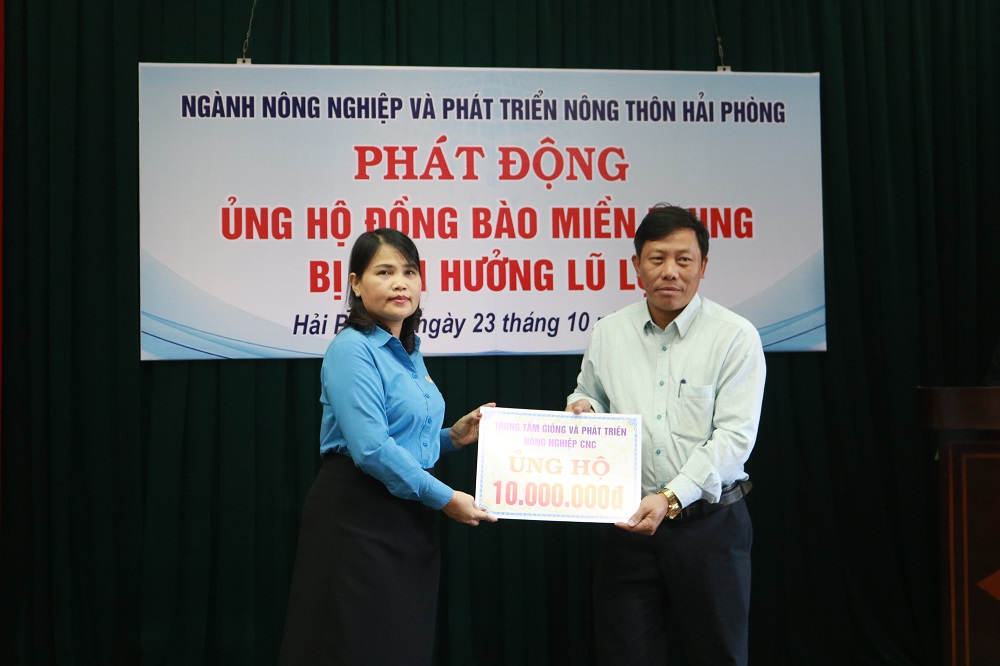 NGÀNH NÔNG NGHIỆP VÀ PHÁT TRIỂN NÔNG THÔN HẢI PHÒNG
PHÁT ĐỘNG
ỦNG HỘ ĐỒNG BÀO MIỀN
BỊ HƯỞNG LŨ
Hải ngày 23 tháng 10
TRUNG TÂM GIỐNG VÀ PHÁT TRIỂN
NÔNG NGHIỆP CNC
ỦNG HỘ
10.000.000đ